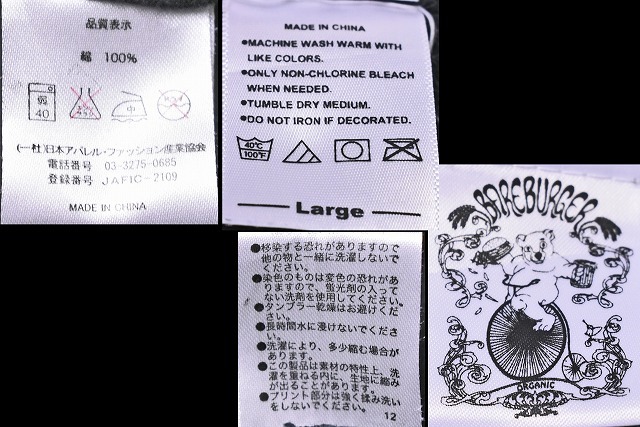 品質表示
綿 100%
弱
40
中
(一社)日本アパレル・ファッション産業協会
電話番号 03-3275-0685
登録番号 JAFIC-2109
MADE IN CHINA
MADE IN CHINA
●MACHINE WASH WARM WITH
LIKE COLORS.
●ONLY NON-CHLORINE BLEACH
WHEN NEEDED.
●TUMBLE DRY MEDIUM.
●DO NOT IRON IF DECORATED.
40°C
100°F
Large
●移染する恐れがありますので
他の物と一緒に洗濯しないで
ください。
●染色のものは変色の恐れがあ
りますので、蛍光剤の入って
ない洗剤を使用してください。
●タンブラー乾燥はお避けくだ
さい。
●長時間水に浸けないでくださ
い。
●洗濯により、多少縮む場合が
あります。
●この製品は素材の特性上、洗
濯を重ねる内に、生地に縮み
が出ることがあります。
●プリント部分は強く揉み洗い
をしないでください。
12
BAREBURGER
ORGANIC